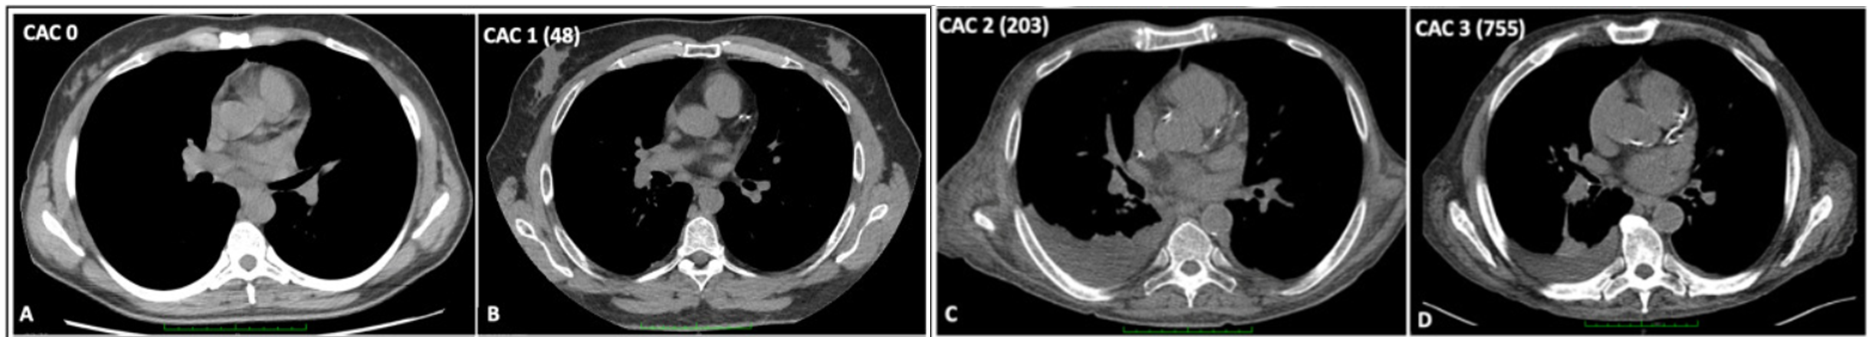 CAC 0
CAC 1 (48)
CAC 2 (203)
CAC 3 (755)
A
B
C
D